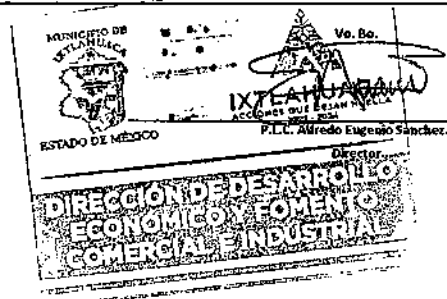 MUNICIPIO DE
IXTLAHUACA
ESTADO DE MÉXICO
Vo. Bo.
IXTLAHUACA
ACCIONES QUE DEJAN HUELLA
P.L.C. Alfredo Eugenio Sánchez.
Director
DIRECCIÓN DE DESARROLLO
ECONÓMICO Y FOMENTO
COMERCIAL E INDUSTRIAL